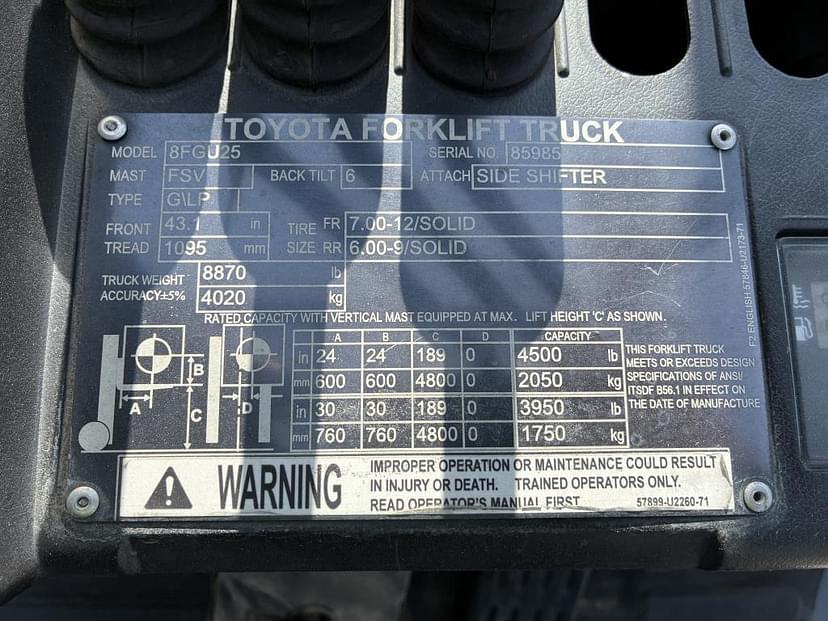 TOYOTA FORKLIFT TRUCK
MODEL 8FGU25 SERIAL NO. 85985
MAST FSV BACK TILT 6 ATTACH SIDE SHIFTER
TYPE G\LP
FRONT TREAD 43.1 in TIRE SIZE FR 7.00-12/SOLID
1095 mm RR 6.00-9/SOLID
TRUCK WEIGHT 8870 lb
ACCURACY±5% 4020 kg
RATED CAPACITY WITH VERTICAL MAST EQUIPPED AT MAX. LIFT HEIGHT 'C' AS SHOWN.
A B C D CAPACITY
in 24 24 189 0 4500 lb
mm 600 600 4800 0 2050 kg
in 30 30 189 0 3950 lb
mm 760 760 4800 0 1750 kg
A B C D
THIS FORKLIFT TRUCK
MEETS OR EXCEEDS DESIGN
SPECIFICATIONS OF ANSI/
ITSDF B56.1 IN EFFECT ON
THE DATE OF MANUFACTURE
F2 ENGLISH 57846-U2173-71
WARNING
IMPROPER OPERATION OR MAINTENANCE COULD RESULT
IN INJURY OR DEATH. TRAINED OPERATORS ONLY.
READ OPERATOR'S MANUAL FIRST 57899-U2260-71